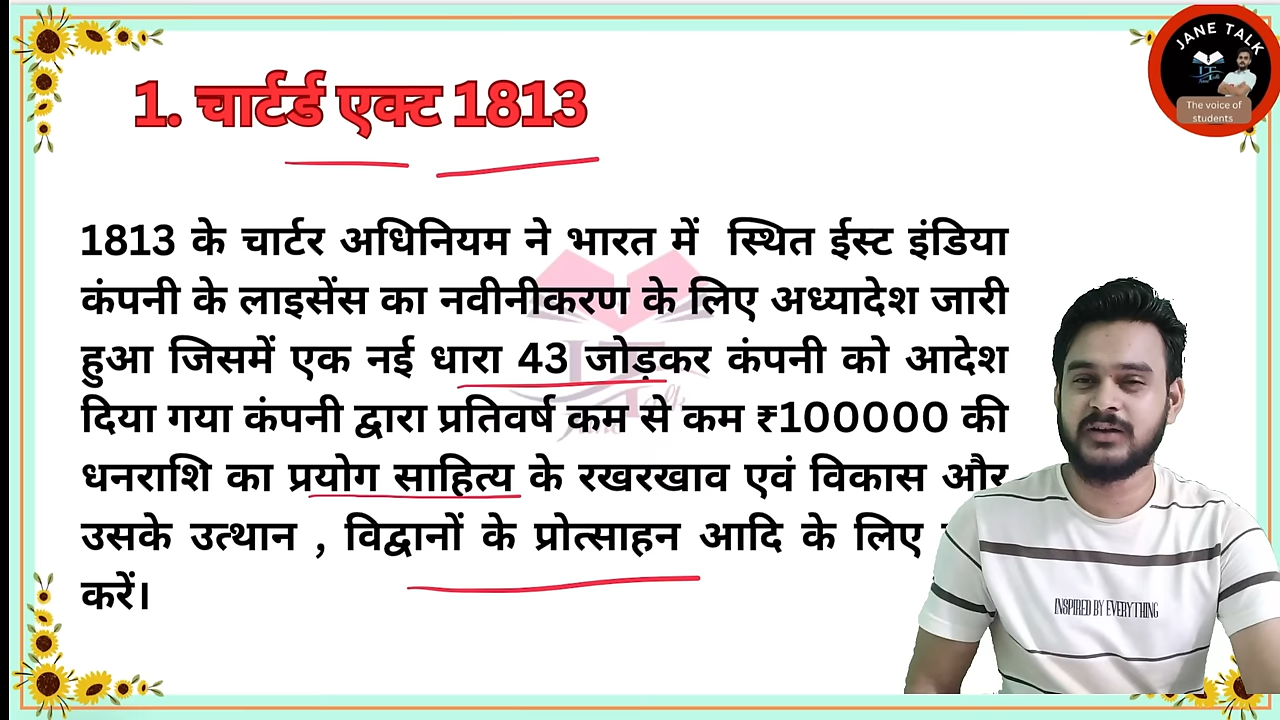 1. चार्टर्ड एक्ट 1813
JANE TALK
The voice of
students
1813 के चार्टर अधिनियम ने भारत में स्थित ईस्ट इंडिया
कंपनी के लाइसेंस का नवीनीकरण के लिए अध्यादेश जारी
हुआ जिसमें एक नई धारा 43 जोड़कर कंपनी को आदेश
दिया गया कंपनी द्वारा प्रतिवर्ष कम से कम ₹100000 की
धनराशि का प्रयोग साहित्य के रखरखाव एवं विकास और
उसके उत्थान , विद्वानों के प्रोत्साहन आदि के लिए
करें।
INSPIRED BY EVERYTHING